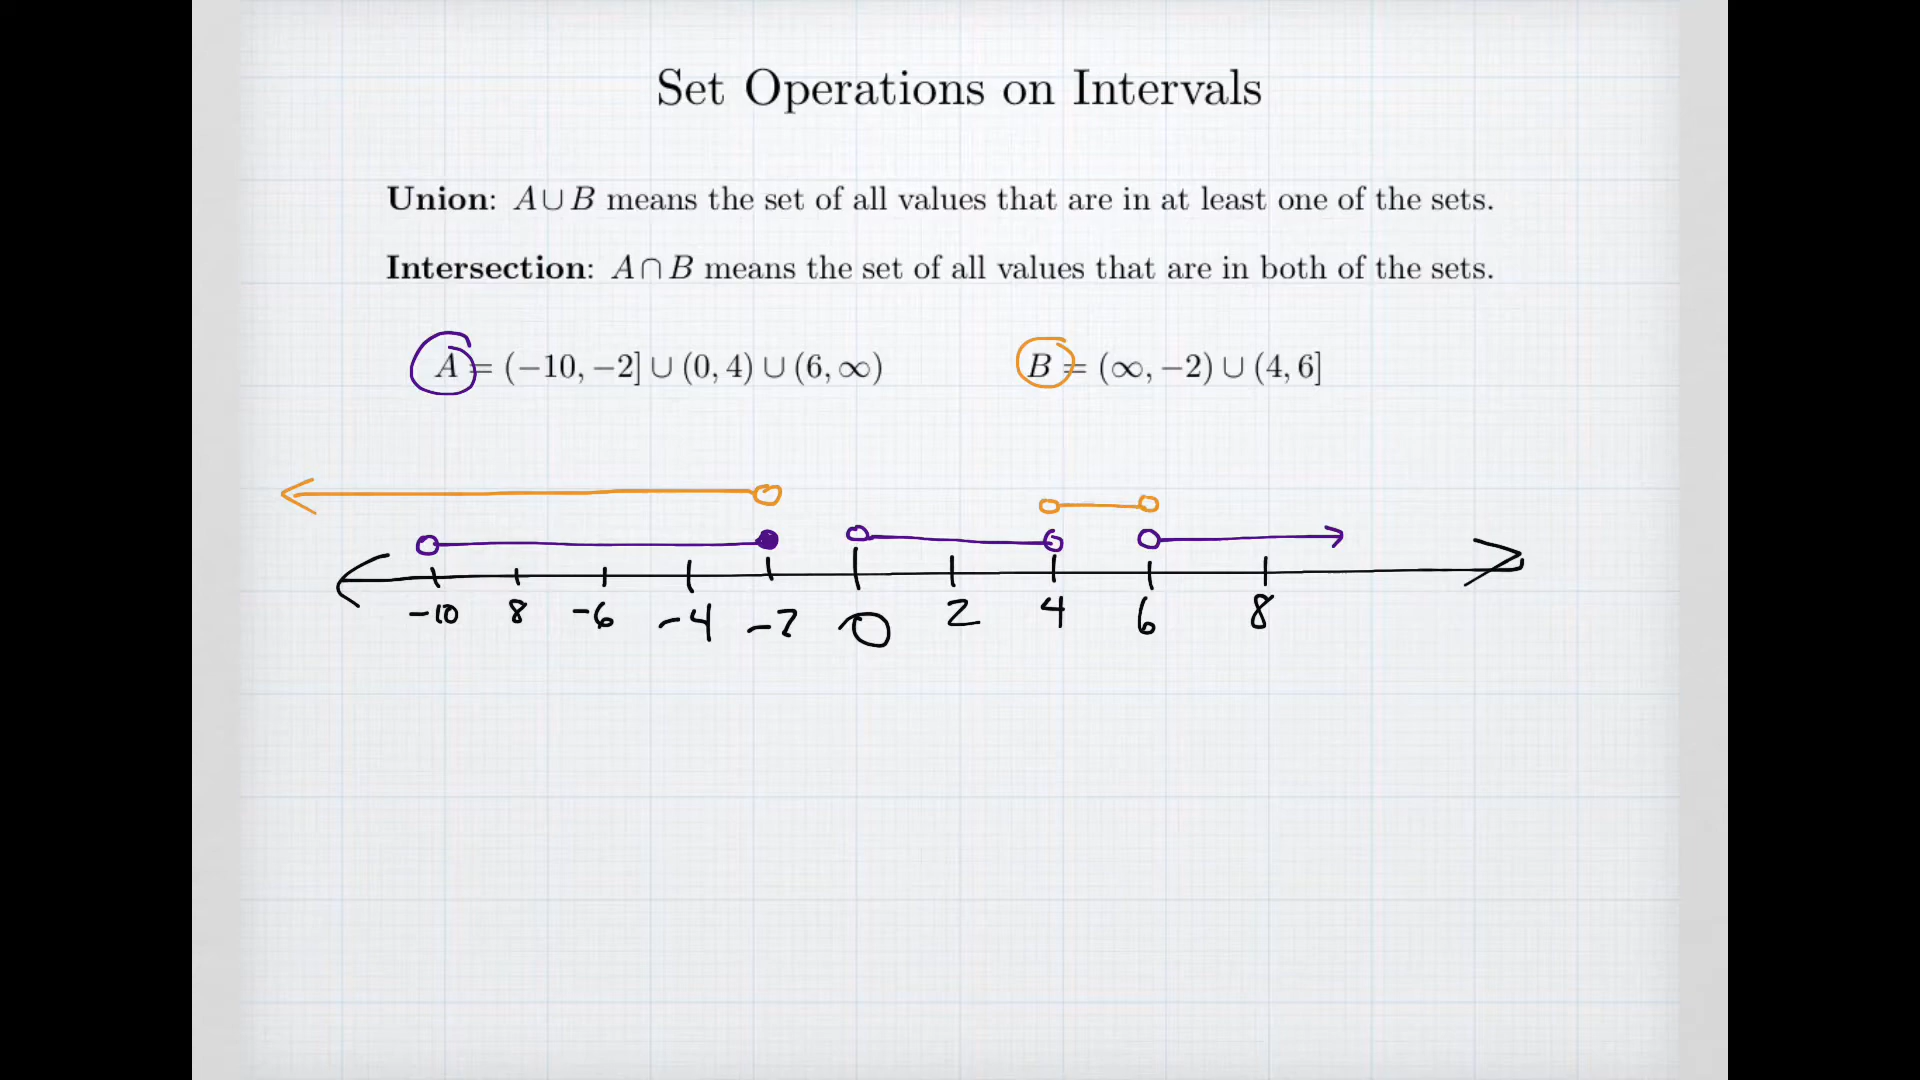 Set Operations on Intervals
Union: A ∪ B means the set of all values that are in at least one of the sets.
Intersection: A ∩ B means the set of all values that are in both of the sets.
A = (−10, −2] ∪ (0, 4) ∪ (6, ∞) B = (∞, −2) ∪ (4, 6]
−10 8 −6 −4 −2 0 2 4 6 8